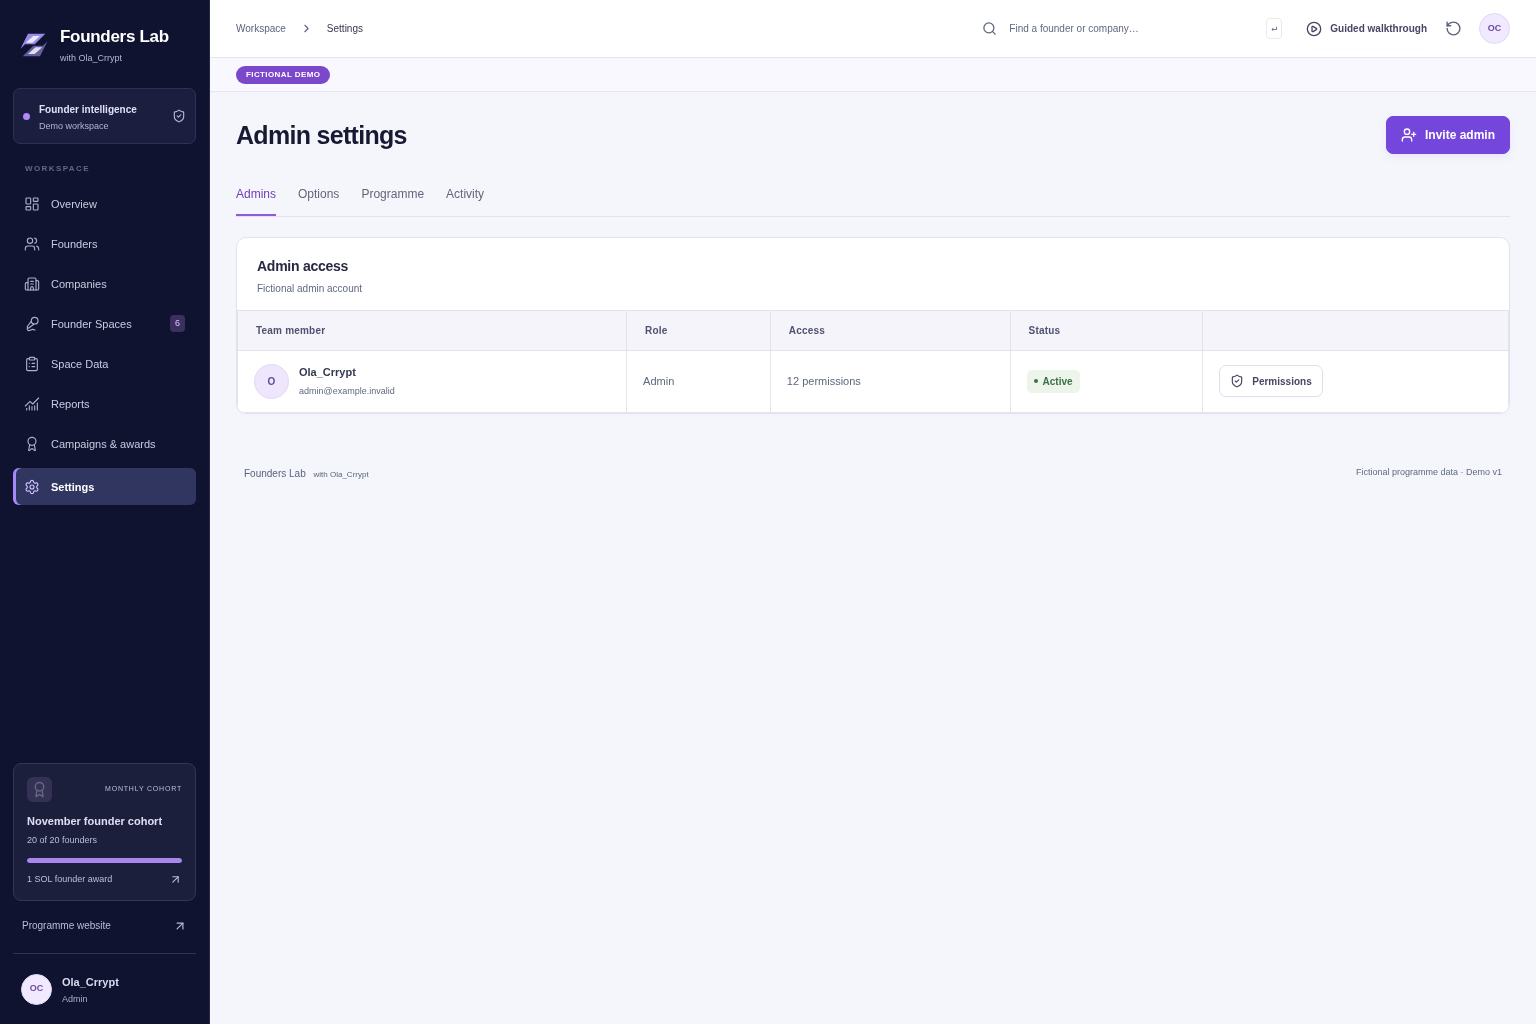 Founders Lab
with Ola_Crrypt
Founder intelligence
Demo workspace
WORKSPACE
Overview
Founders
Companies
Founder Spaces
6
Space Data
Reports
Campaigns & awards
Settings
MONTHLY COHORT
November founder cohort
20 of 20 founders
1 SOL founder award
Programme website
OC
Ola_Crrypt
Admin
Workspace
Settings
Find a founder or company…
↵
Guided walkthrough
OC
FICTIONAL DEMO
Admin settings
Invite admin
Admins
Options
Programme
Activity
Admin access
Fictional admin account
Team member
Role
Access
Status
O
Ola_Crrypt
admin@example.invalid
Admin
12 permissions
Active
Permissions
Founders Lab with Ola_Crrypt
Fictional programme data · Demo v1